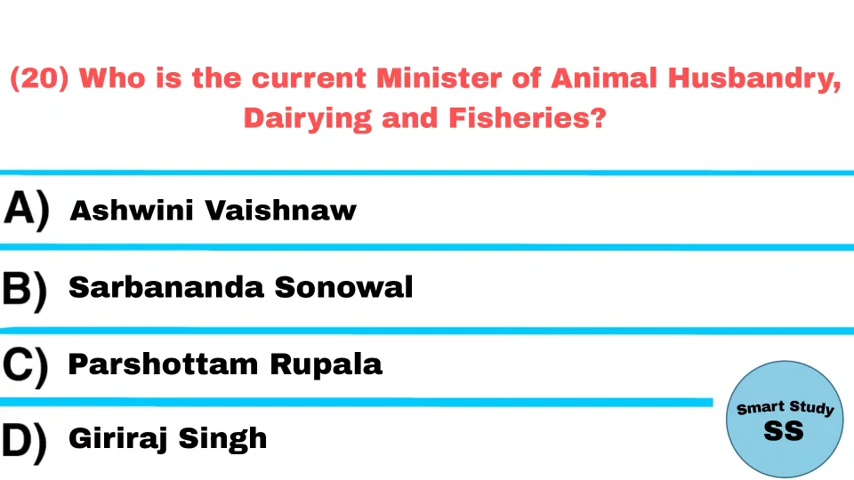 (20) Who is the current Minister of Animal Husbandry,
Dairying and Fisheries?
A) Ashwini Vaishnaw
B) Sarbananda Sonowal
C) Parshottam Rupala
D) Giriraj Singh
Smart Study
SS